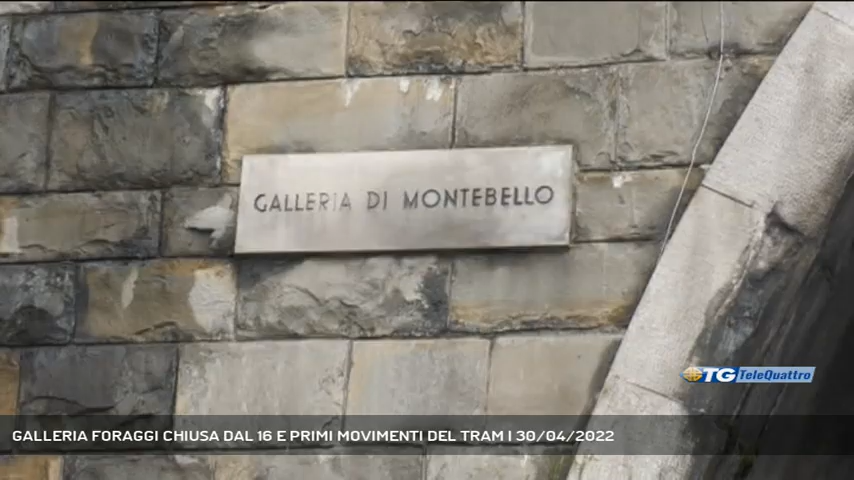 GALLERIA DI MONTEBELLO
TG TeleQuattro
GALLERIA FORAGGI CHIUSA DAL 16 E PRIMI MOVIMENTI DEL TRAM | 30/04/2022